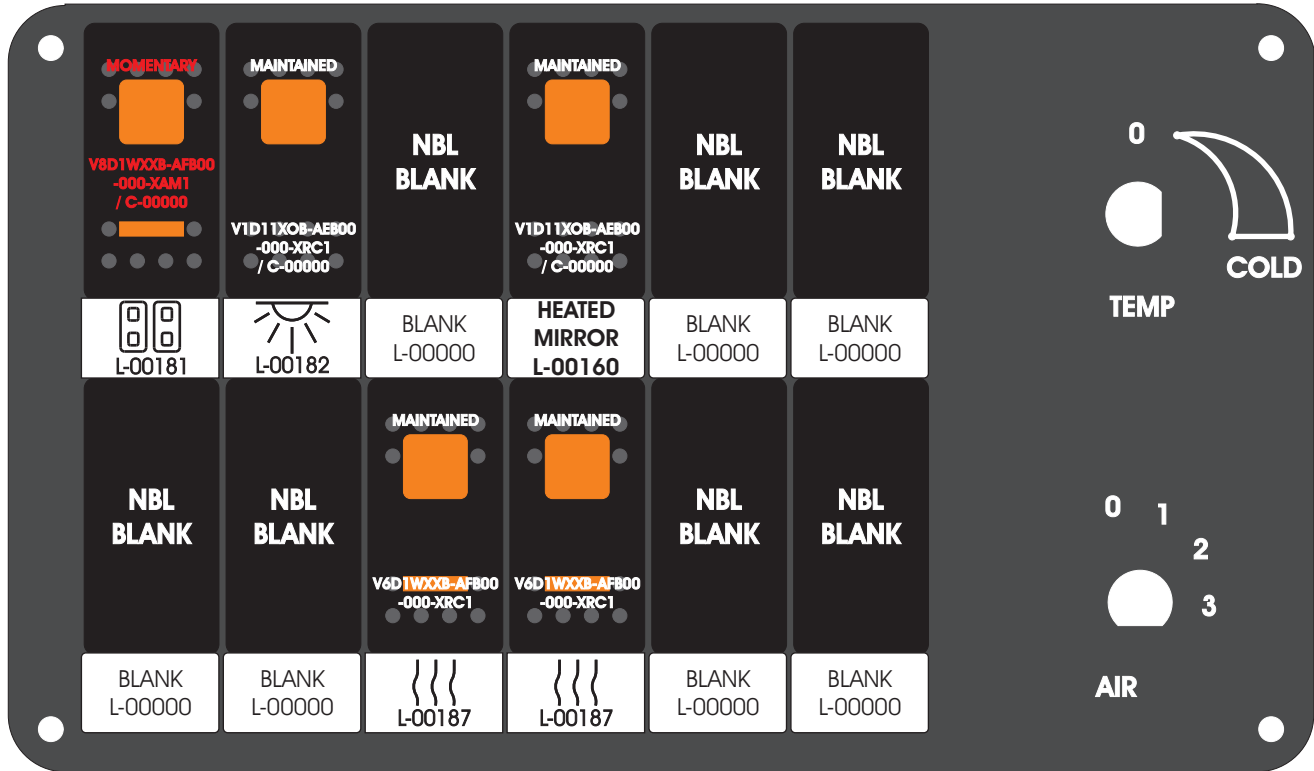 MOMENTARY
V8D1WXXB-AFB00
-000-XAM1
/ C-00000
L-00181
MAINTAINED
V1D11XOB-AEB00
-000-XRC1
/ C-00000
L-00182
NBL
BLANK
BLANK
L-00000
MAINTAINED
V1D11XOB-AEB00
-000-XRC1
/ C-00000
HEATED
MIRROR
L-00160
NBL
BLANK
BLANK
L-00000
NBL
BLANK
BLANK
L-00000
0
COLD
TEMP
NBL
BLANK
BLANK
L-00000
NBL
BLANK
BLANK
L-00000
MAINTAINED
V6D1WXXB-AFB00
-000-XRC1
L-00187
MAINTAINED
V6D1WXXB-AFB00
-000-XRC1
L-00187
NBL
BLANK
BLANK
L-00000
NBL
BLANK
BLANK
L-00000
0
1
2
3
AIR